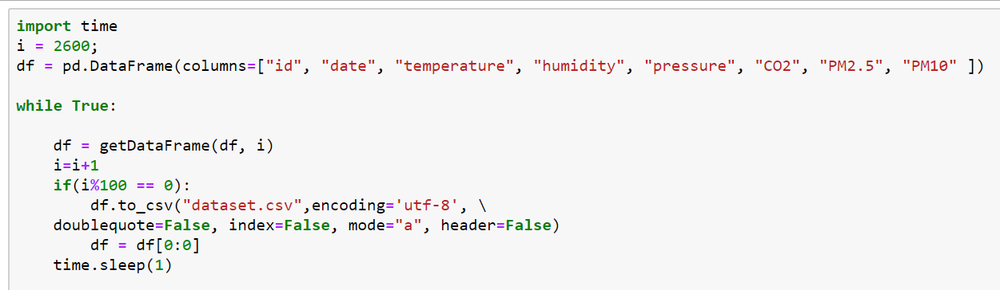 import time
i = 2600;
df = pd.DataFrame(columns=["id", "date", "temperature", "humidity", "pressure", "CO2", "PM2.5", "PM10" ])
while True:
df = getDataFrame(df, i)
i=i+1
if(i%100 == 0):
df.to_csv("dataset.csv",encoding='utf-8', \
doublequote=False, index=False, mode="a", header=False)
df = df[0:0]
time.sleep(1)